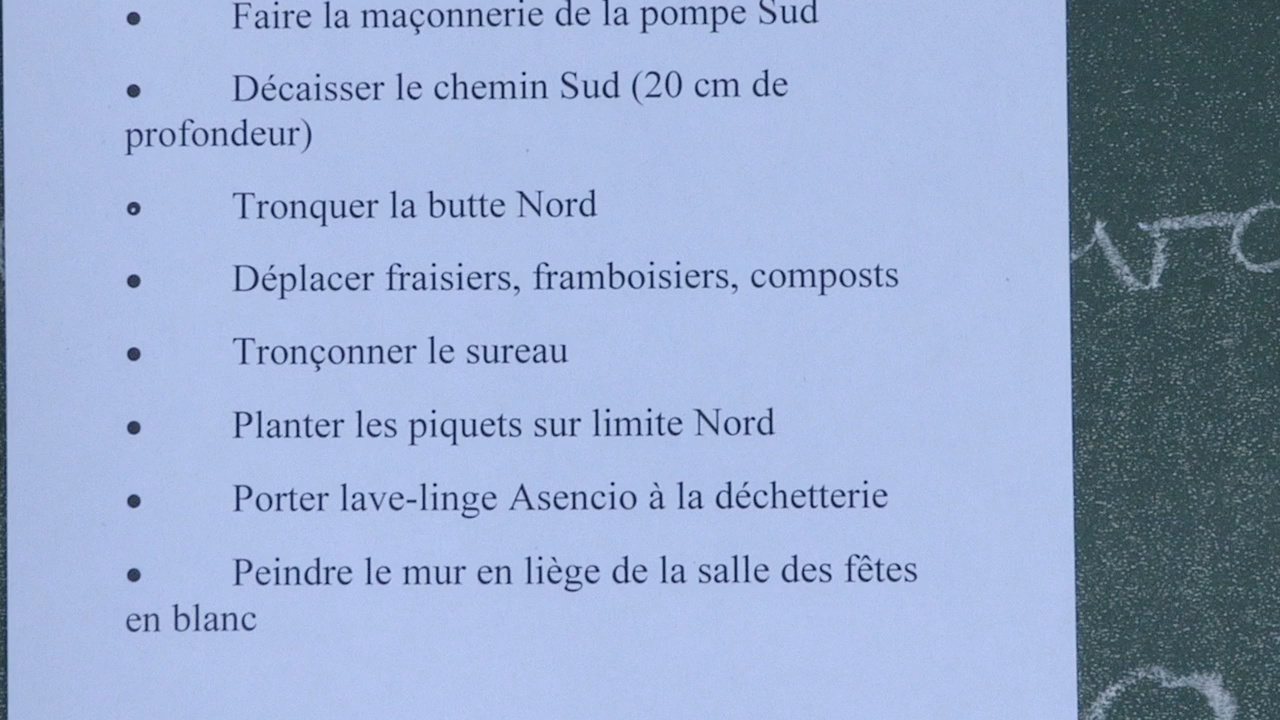 • Faire la maçonnerie de la pompe Sud
• Décaisser le chemin Sud (20 cm de
profondeur)
• Tronquer la butte Nord
• Déplacer fraisiers, framboisiers, composts
• Tronçonner le sureau
• Planter les piquets sur limite Nord
• Porter lave-linge Asencio à la déchetterie
• Peindre le mur en liège de la salle des fêtes
en blanc